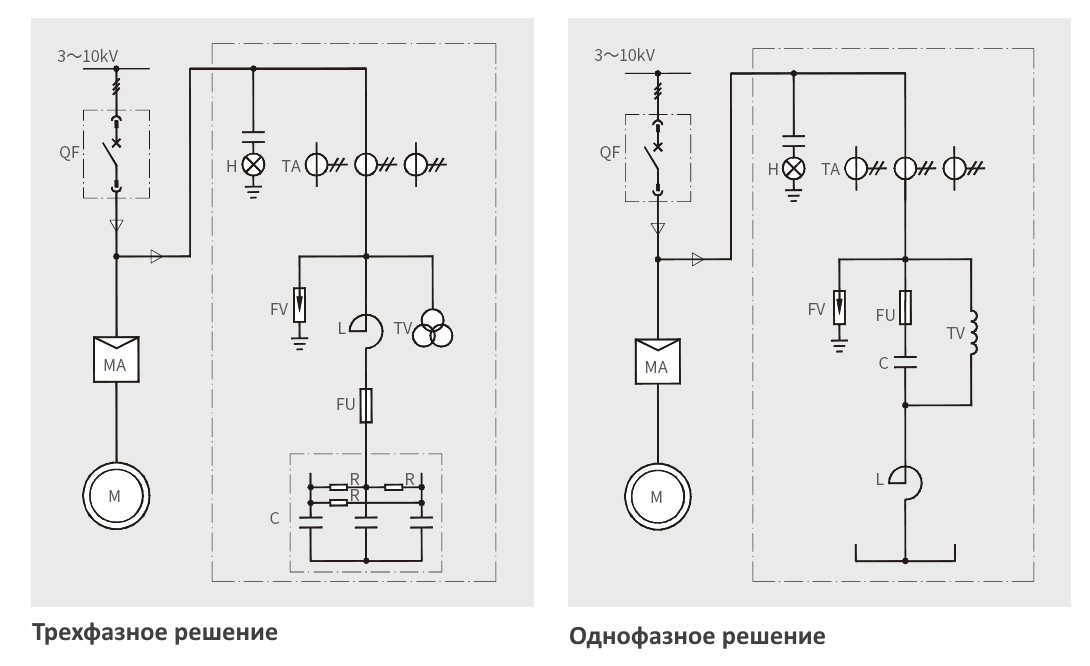 3～10kV
QF
H
TA
FV
L
TV
MA
FU
R
R
R
M
C
Трехфазное решение
3～10kV
QF
H
TA
FV
FU
TV
MA
C
L
M
Однофазное решение